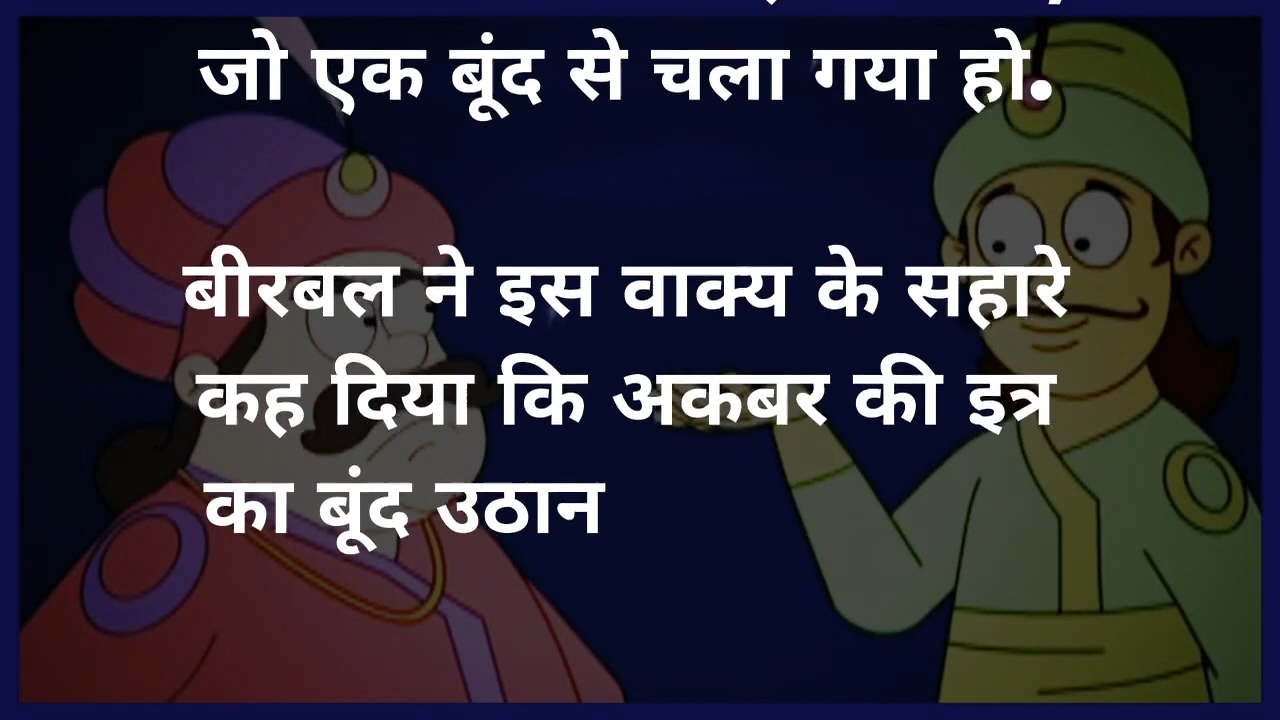 जो एक बूंद से चला गया हो.
बीरबल ने इस वाक्य के सहारे
कह दिया कि अकबर की इत्र
का बूंद उठान